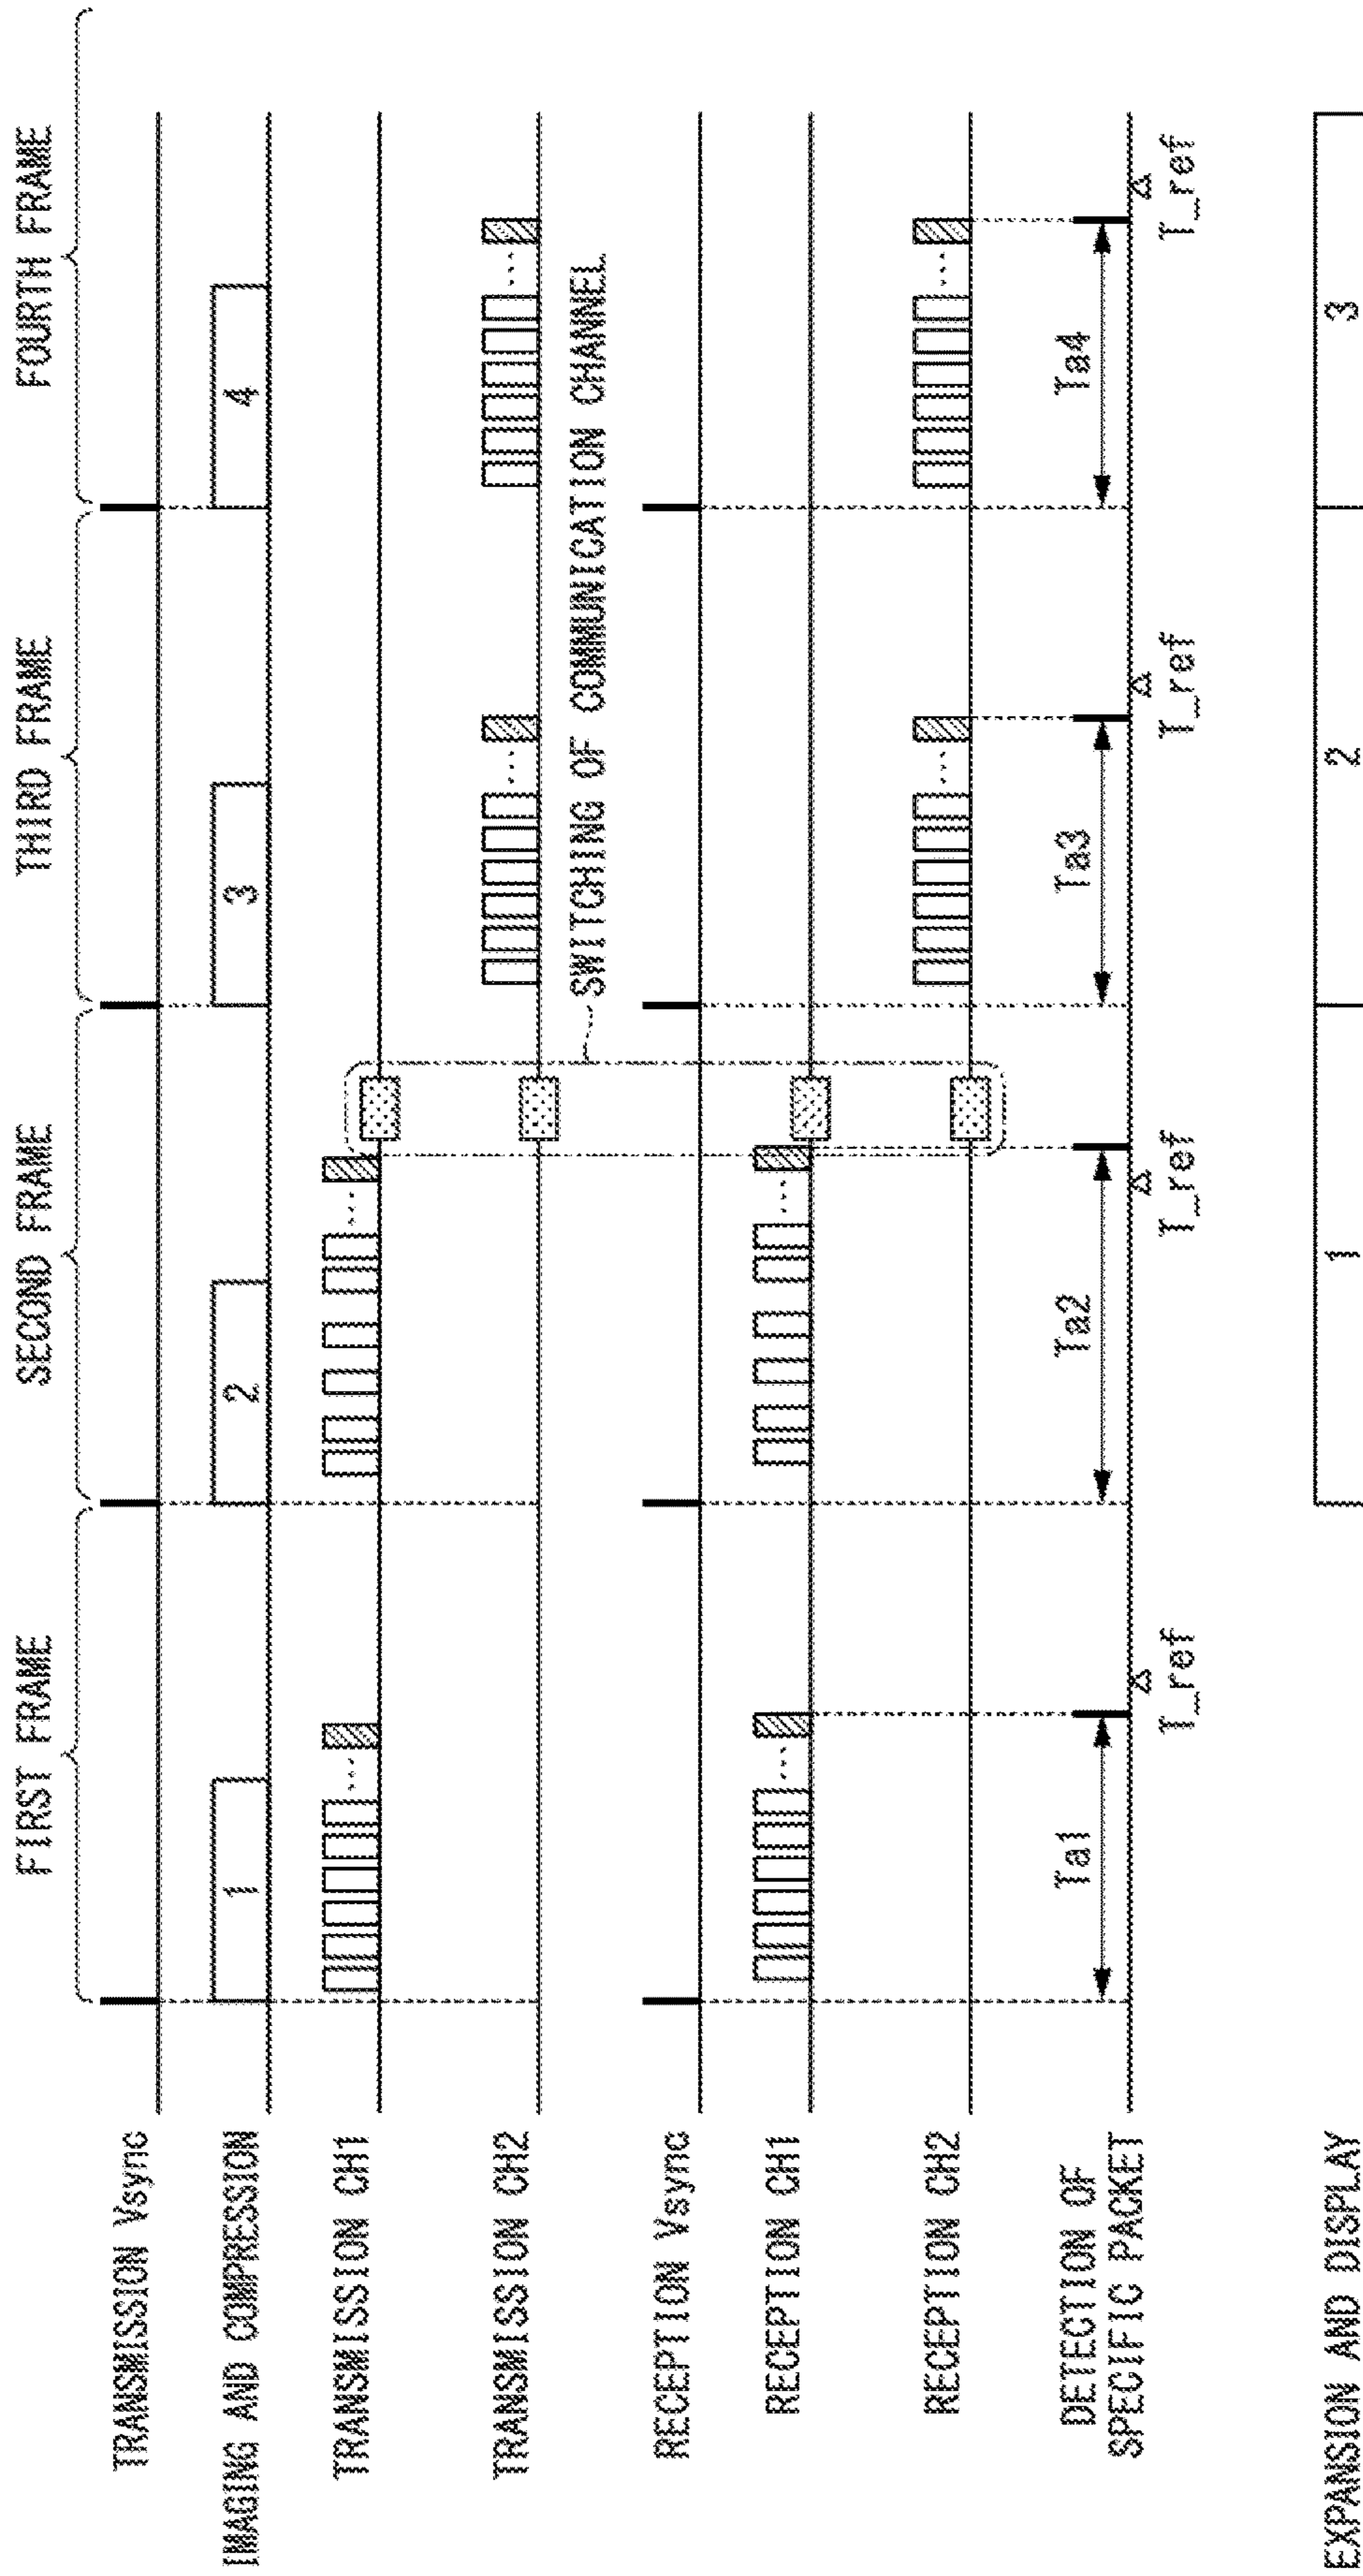 FIRST FRAME
SECOND FRAME
THIRD FRAME
FOURTH FRAME
TRANSMISSION Vsync
IMAGING AND COMPRESSION
1
2
3
4
TRANSMISSION CH1
TRANSMISSION CH2
...
...
...
...
SWITCHING OF COMMUNICATION CHANNEL
RECEPTION Vsync
RECEPTION CH1
...
...
RECEPTION CH2
...
...
DETECTION OF
SPECIFIC PACKET
Ta1
Ta2
Ta3
Ta4
T_ref
T_ref
T_ref
T_ref
EXPANSION AND DISPLAY
1
2
3